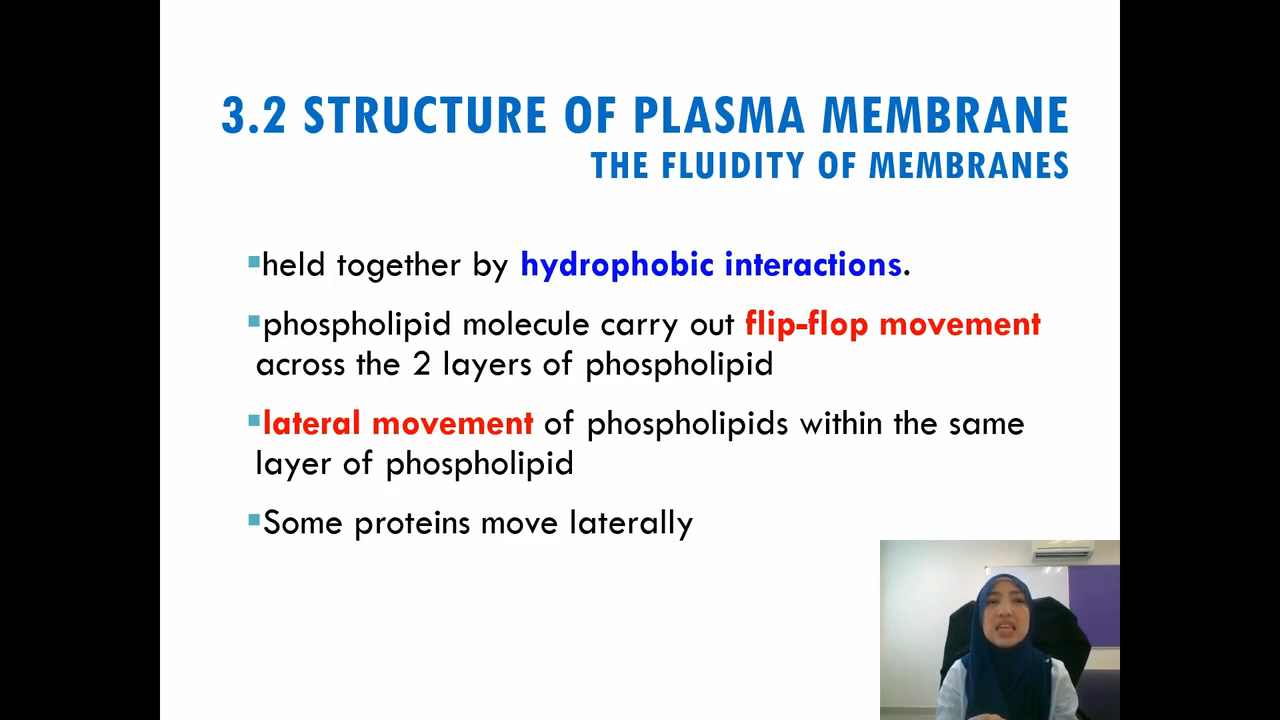 3.2 STRUCTURE OF PLASMA MEMBRANE
THE FLUIDITY OF MEMBRANES
▪held together by hydrophobic interactions.
▪phospholipid molecule carry out flip-flop movement
across the 2 layers of phospholipid
▪lateral movement of phospholipids within the same
layer of phospholipid
▪Some proteins move laterally